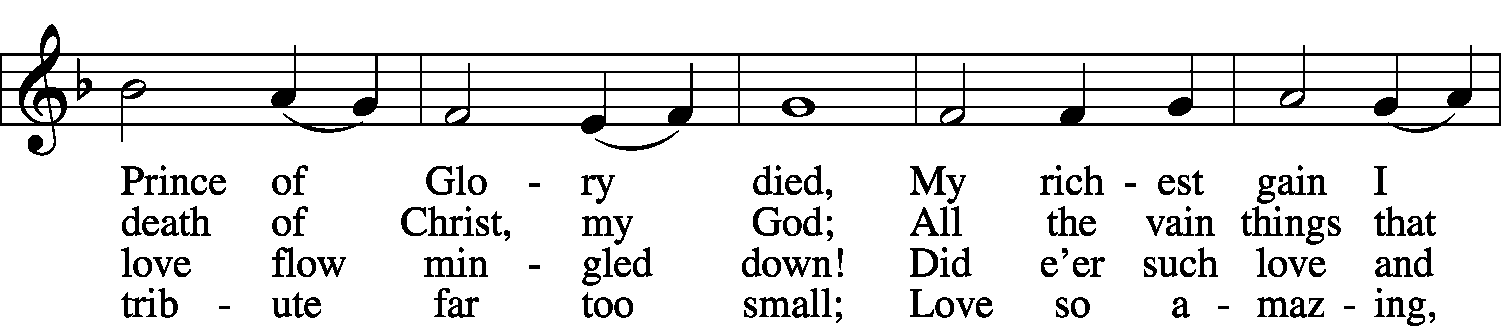 Prince of Glo - ry died, My rich - est gain I
death of Christ, my God; All the vain things that
love flow min - gled down! Did e’er such love and
trib - ute far too small; Love so a - maz - ing,